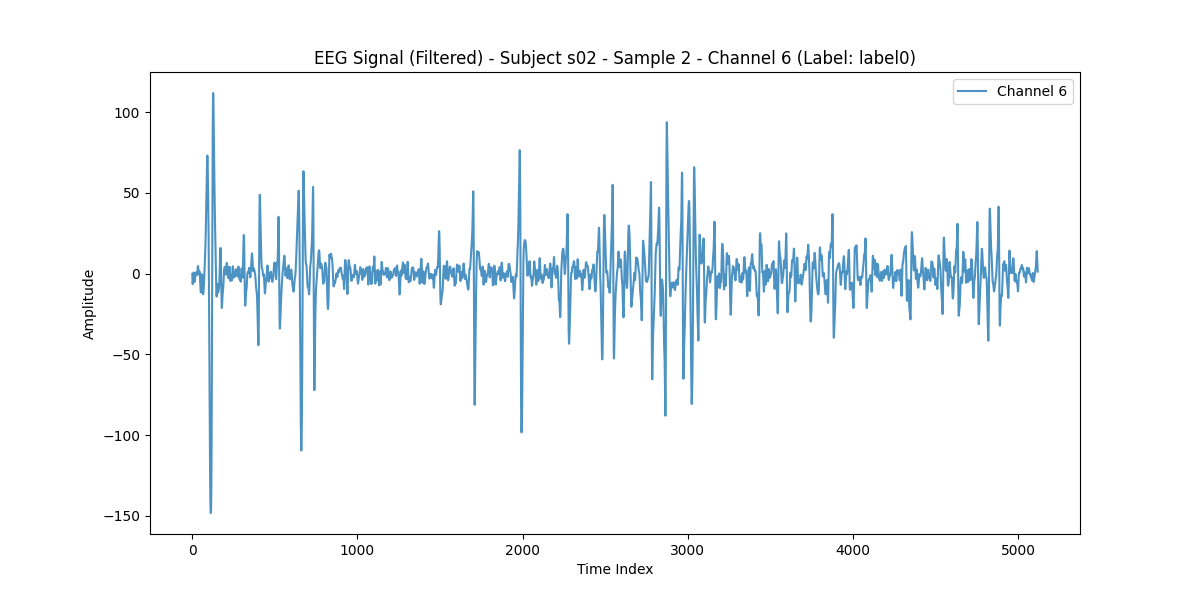 EEG Signal (Filtered) - Subject s02 - Sample 2 - Channel 6 (Label: label0)
Channel 6
100
50
0
−50
−100
−150
Amplitude
0 1000 2000 3000 4000 5000
Time Index